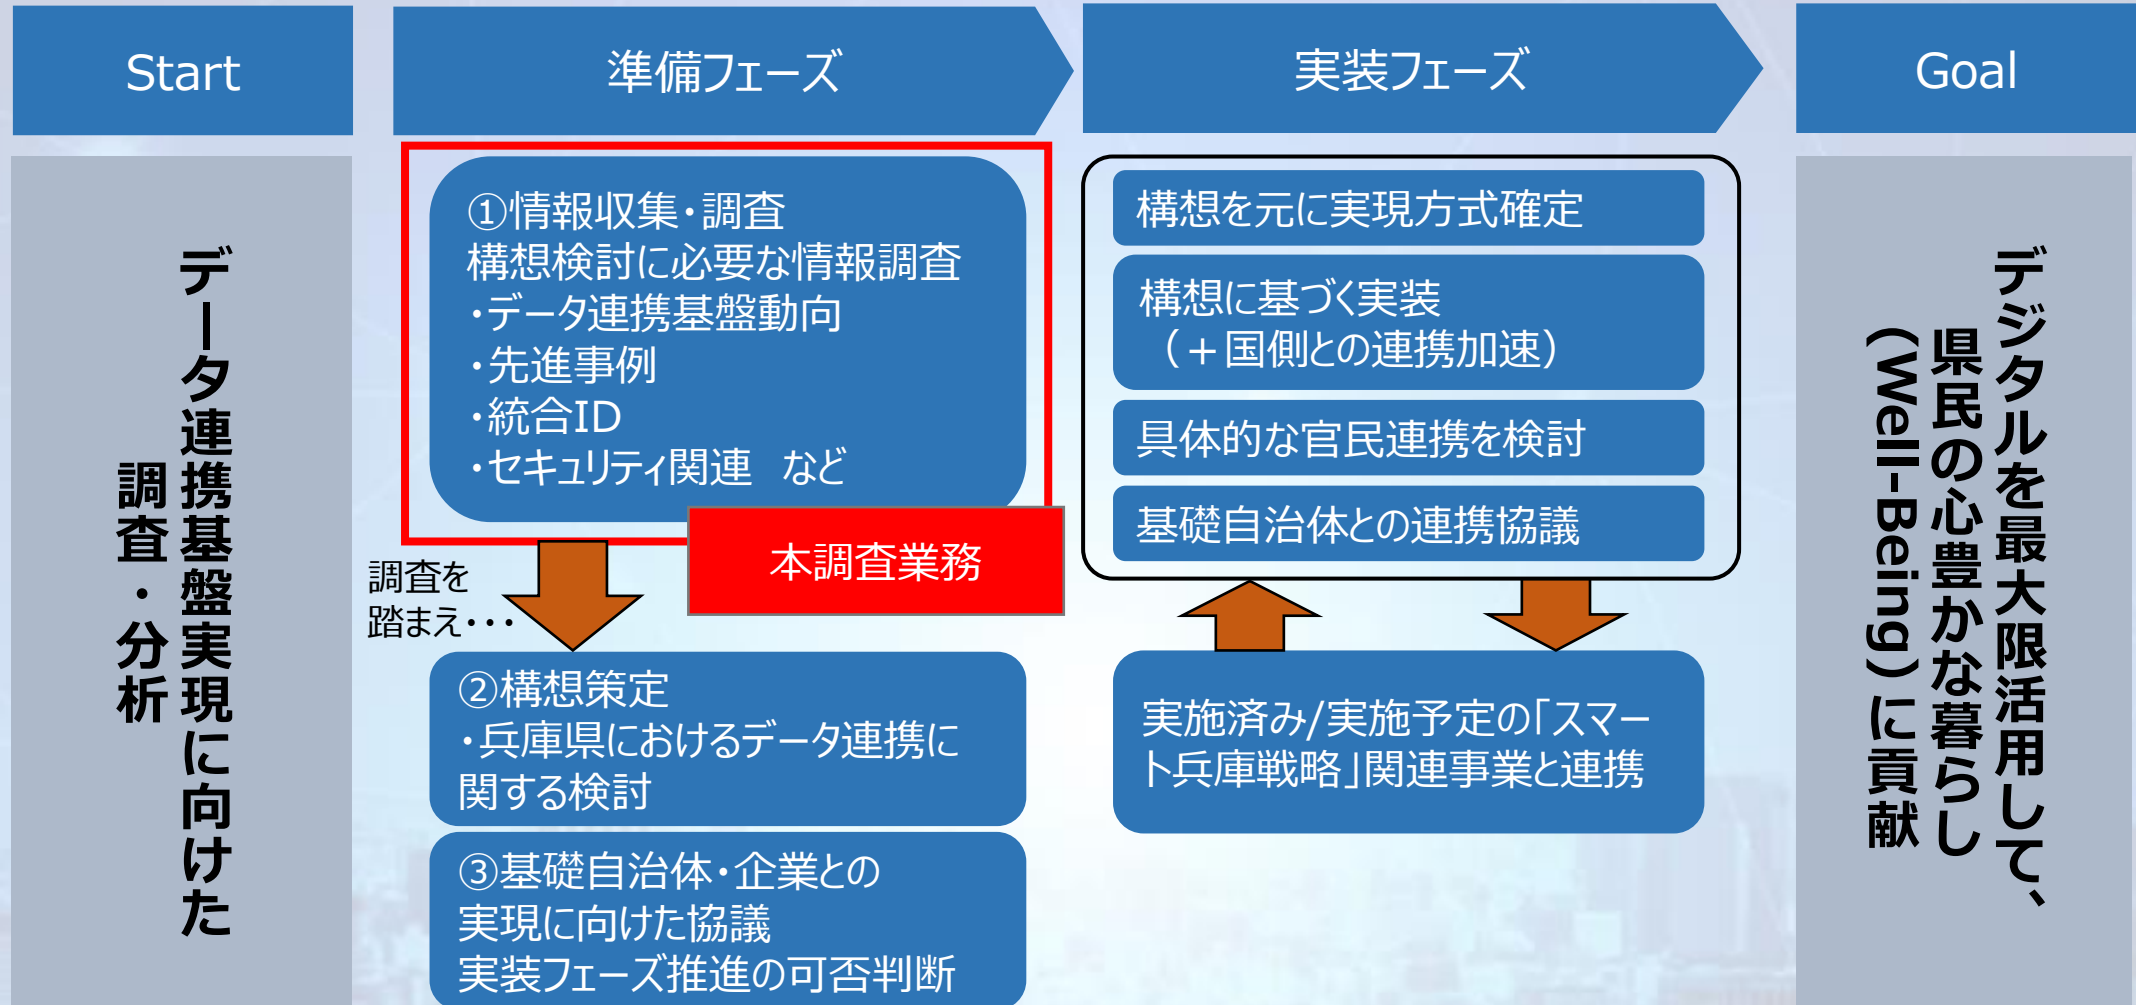 Start
準備フェーズ
実装フェーズ
Goal
データ連携基盤実現に向けた
調査・分析
①情報収集・調査
構想検討に必要な情報調査
・データ連携基盤動向
・先進事例
・統合ID
・セキュリティ関連　など
本調査業務
調査を
踏まえ・・・
②構想策定
・兵庫県におけるデータ連携に
関する検討
③基礎自治体・企業との
実現に向けた協議
実装フェーズ推進の可否判断
構想を元に実現方式確定
構想に基づく実装
（＋国側との連携加速）
具体的な官民連携を検討
基礎自治体との連携協議
実施済み/実施予定の「スマー
ト兵庫戦略」関連事業と連携
デジタルを最大限活用して、
県民の心豊かな暮らし
（Well-Being）に貢献